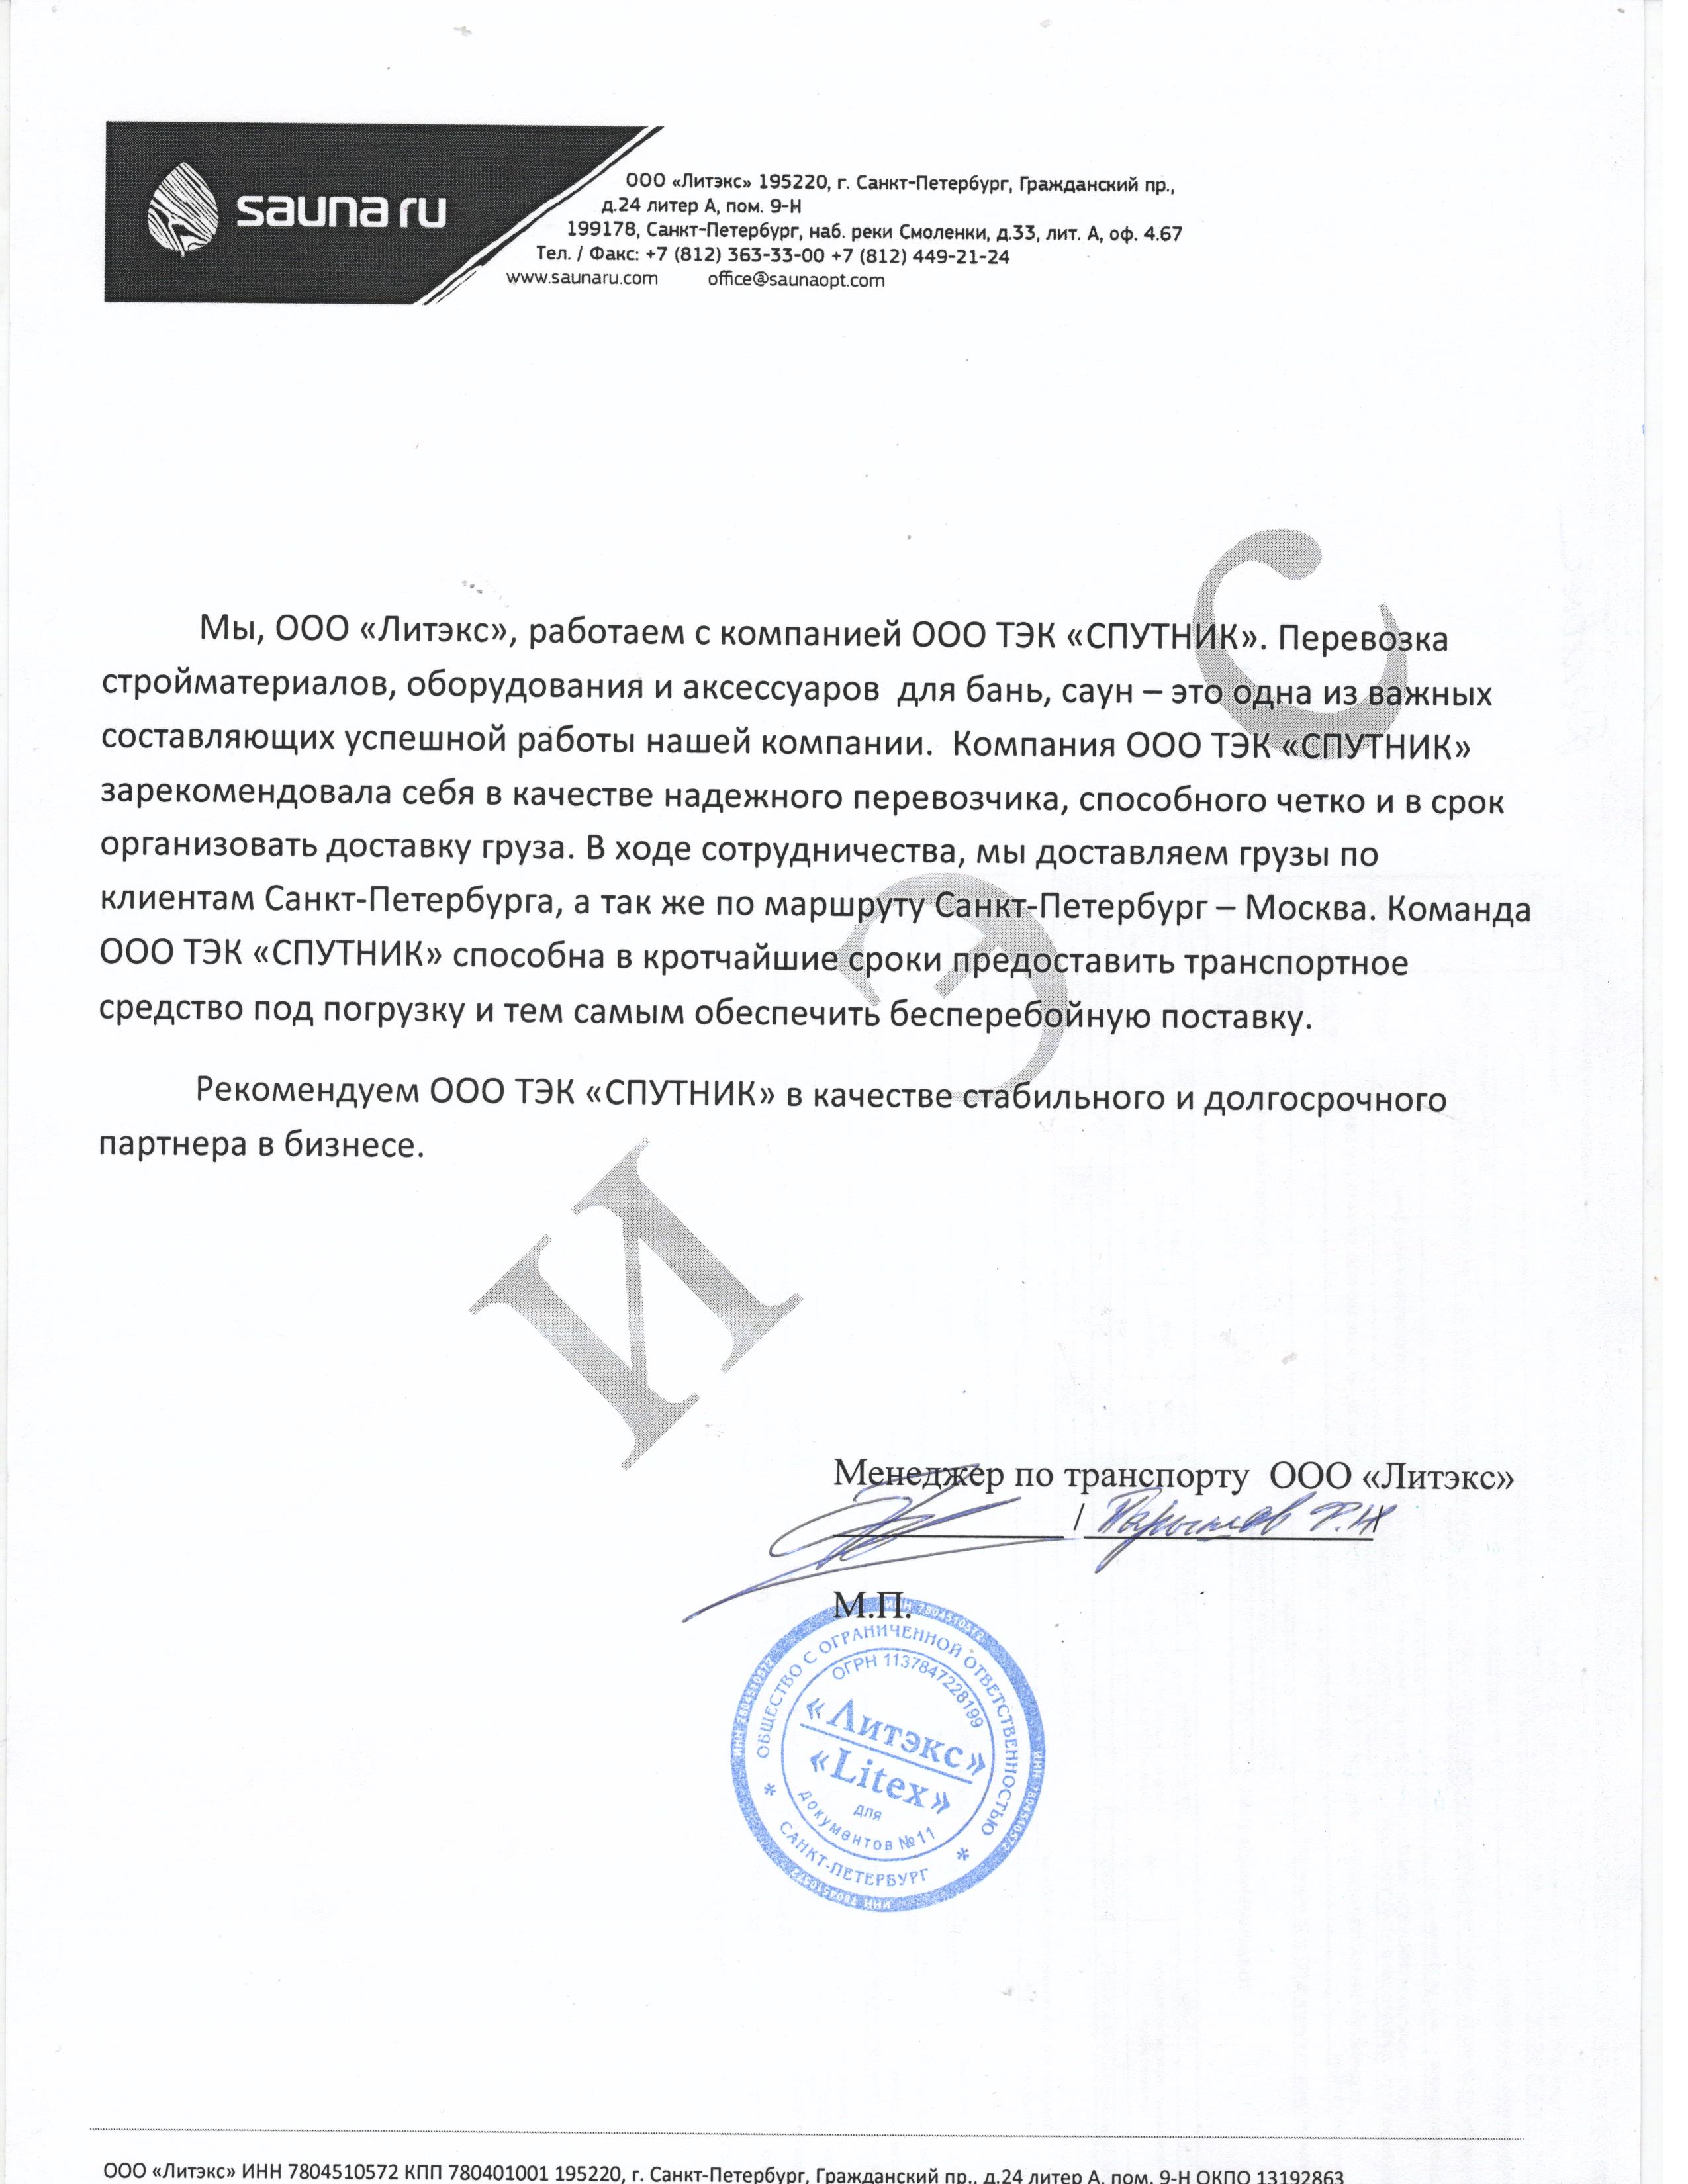 sauna ru
ООО «Литэкс» 195220, г. Санкт-Петербург, Гражданский пр.,
д.24 литер А, пом. 9-Н
199178, Санкт-Петербург, наб. реки Смоленки, д.33, лит. А, оф. 4.67
Тел. / Факс: +7 (812) 363-33-00 +7 (812) 449-21-24
www.saunaru.com office@saunaopt.com
Мы, ООО «Литэкс», работаем с компанией ООО ТЭК «СПУТНИК». Перевозка
стройматериалов, оборудования и аксессуаров для бань, саун – это одна из важных
составляющих успешной работы нашей компании. Компания ООО ТЭК «СПУТНИК»
зарекомендовала себя в качестве надежного перевозчика, способного четко и в срок
организовать доставку груза. В ходе сотрудничества, мы доставляем грузы по
клиентам Санкт-Петербурга, а так же по маршруту Санкт-Петербург – Москва. Команда
ООО ТЭК «СПУТНИК» способна в кротчайшие сроки предоставить транспортное
средство под погрузку и тем самым обеспечить бесперебойную поставку.
Рекомендуем ООО ТЭК «СПУТНИК» в качестве стабильного и долгосрочного
партнера в бизнесе.
И Э С
Менеджер по транспорту ООО «Литэкс»
/
М.П.
ИНН 7804510572 ИНН 7804510572 ИНН 7804510572 ИНН 7804510572
ОБЩЕСТВО С ОГРАНИЧЕННОЙ ОТВЕТСТВЕННОСТЬЮ
ОГРН 1137847228199
«Литэкс»
«Litex»
для
документов №11
* САНКТ-ПЕТЕРБУРГ *
ООО «Литэкс» ИНН 7804510572 КПП 780401001 195220, г. Санкт-Петербург, Гражданский пр., д.24 литер А, пом. 9-Н ОКПО 13192863